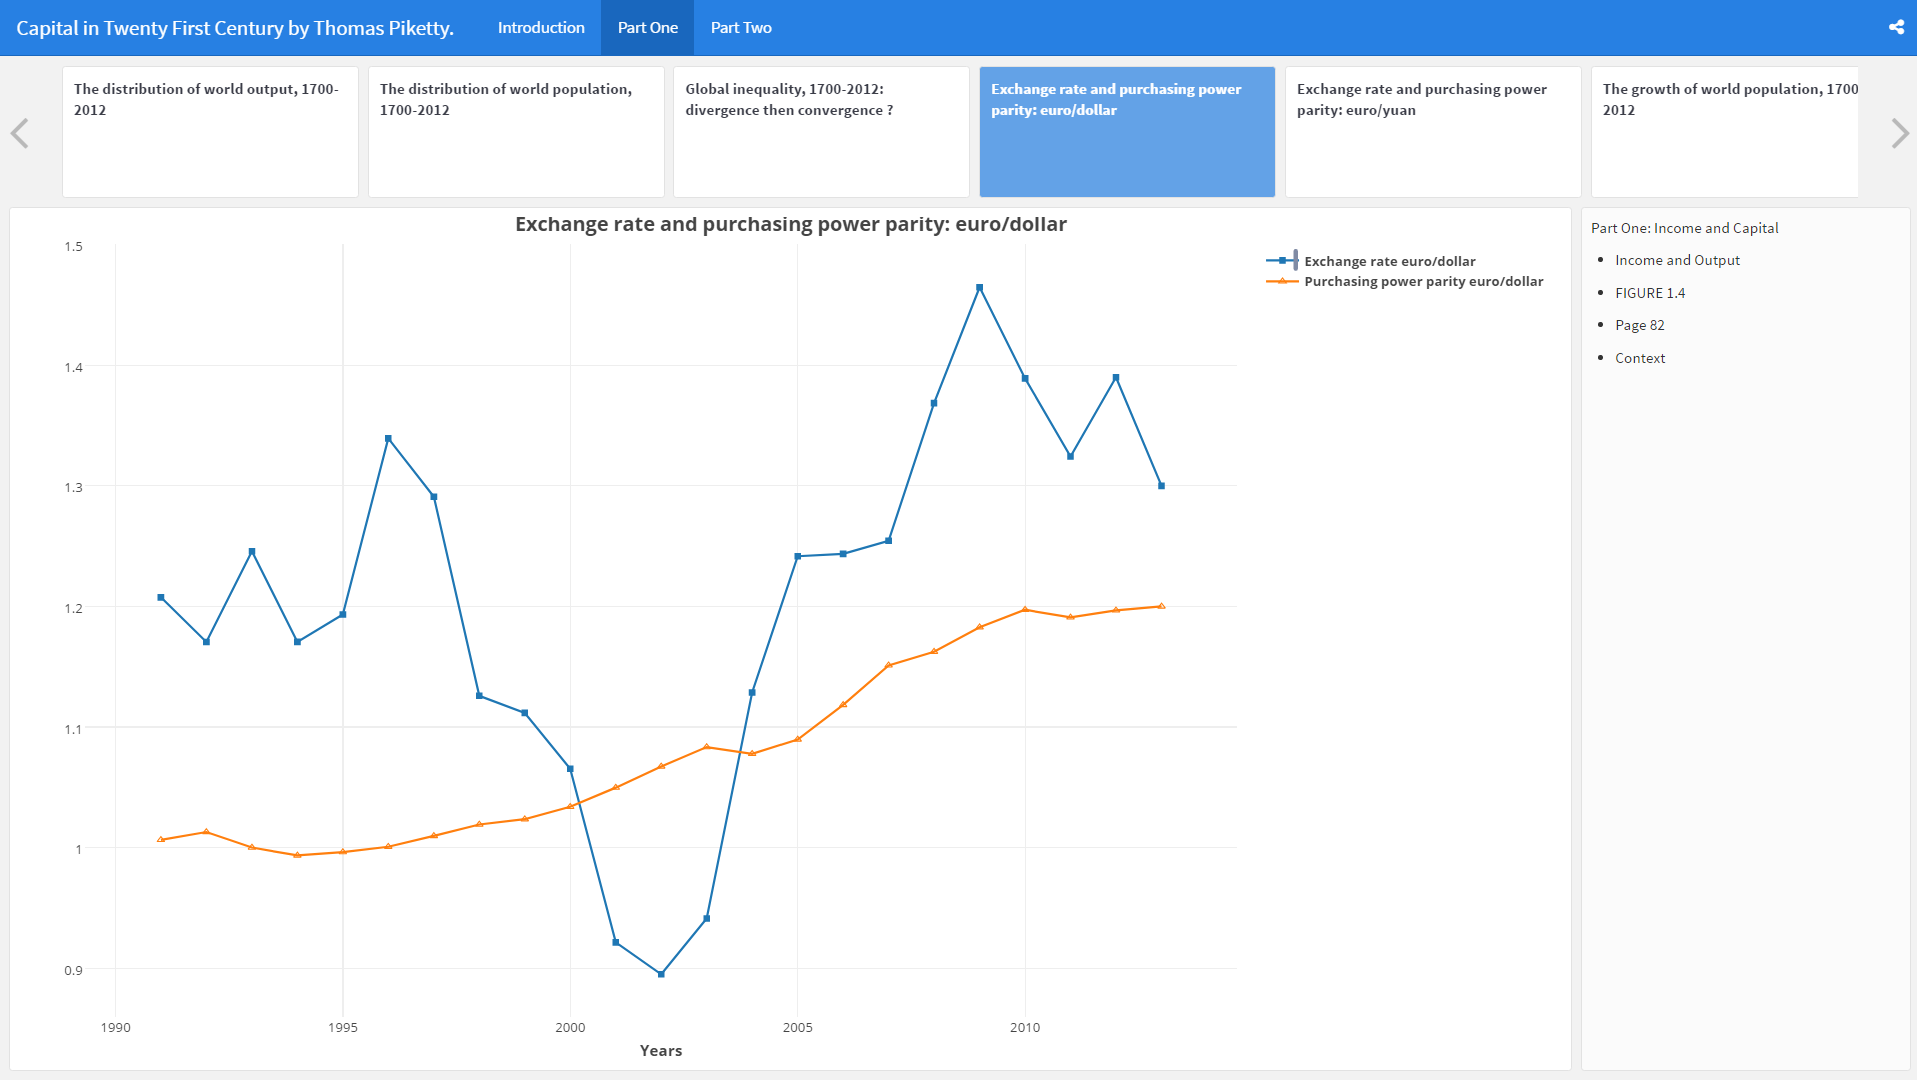 Capital in Twenty First Century by Thomas Piketty.
Introduction
Part One
Part Two
The distribution of world output, 1700-
2012
The distribution of world population,
1700-2012
Global inequality, 1700-2012:
divergence then convergence ?
Exchange rate and purchasing power
parity: euro/dollar
Exchange rate and purchasing power
parity: euro/yuan
The growth of world population, 1700
2012
Exchange rate and purchasing power parity: euro/dollar
1.5
1.4
1.3
1.2
1.1
1
0.9
1990
1995
2000
2005
2010
Years
Exchange rate euro/dollar
Purchasing power parity euro/dollar
Part One: Income and Capital
Income and Output
FIGURE 1.4
Page 82
Context